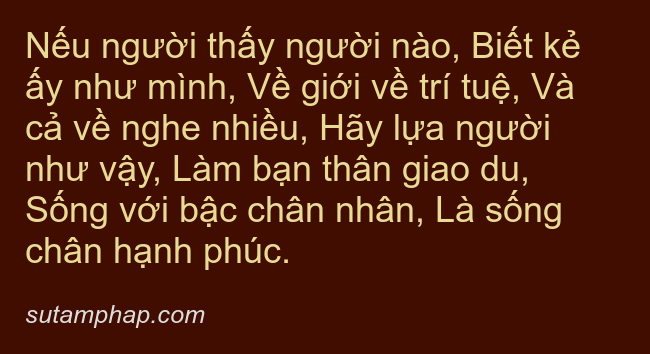 Nếu người thấy người nào, Biết kẻ
ấy như mình, Về giới về trí tuệ, Và
cả về nghe nhiều, Hãy lựa người
như vậy, Làm bạn thân giao du,
Sống với bậc chân nhân, Là sống
chân hạnh phúc.
sutamphap.com